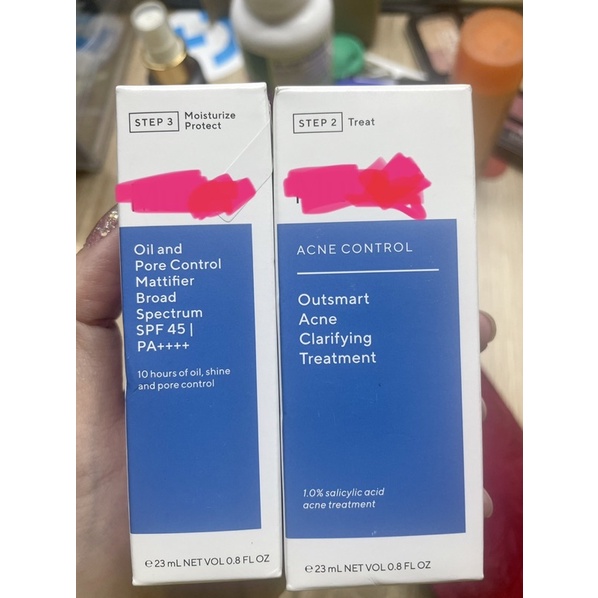 STEP 3 Moisturize
Protect
Oil and
Pore Control
Mattifier
Broad
Spectrum
SPF 45 |
PA++++
10 hours of oil, shine
and pore control
℮ 23 mL NET VOL 0.8 FL OZ
STEP 2 Treat
ACNE CONTROL
Outsmart
Acne
Clarifying
Treatment
1.0% salicylic acid
acne treatment
℮ 23 mL NET VOL 0.8 FL OZ